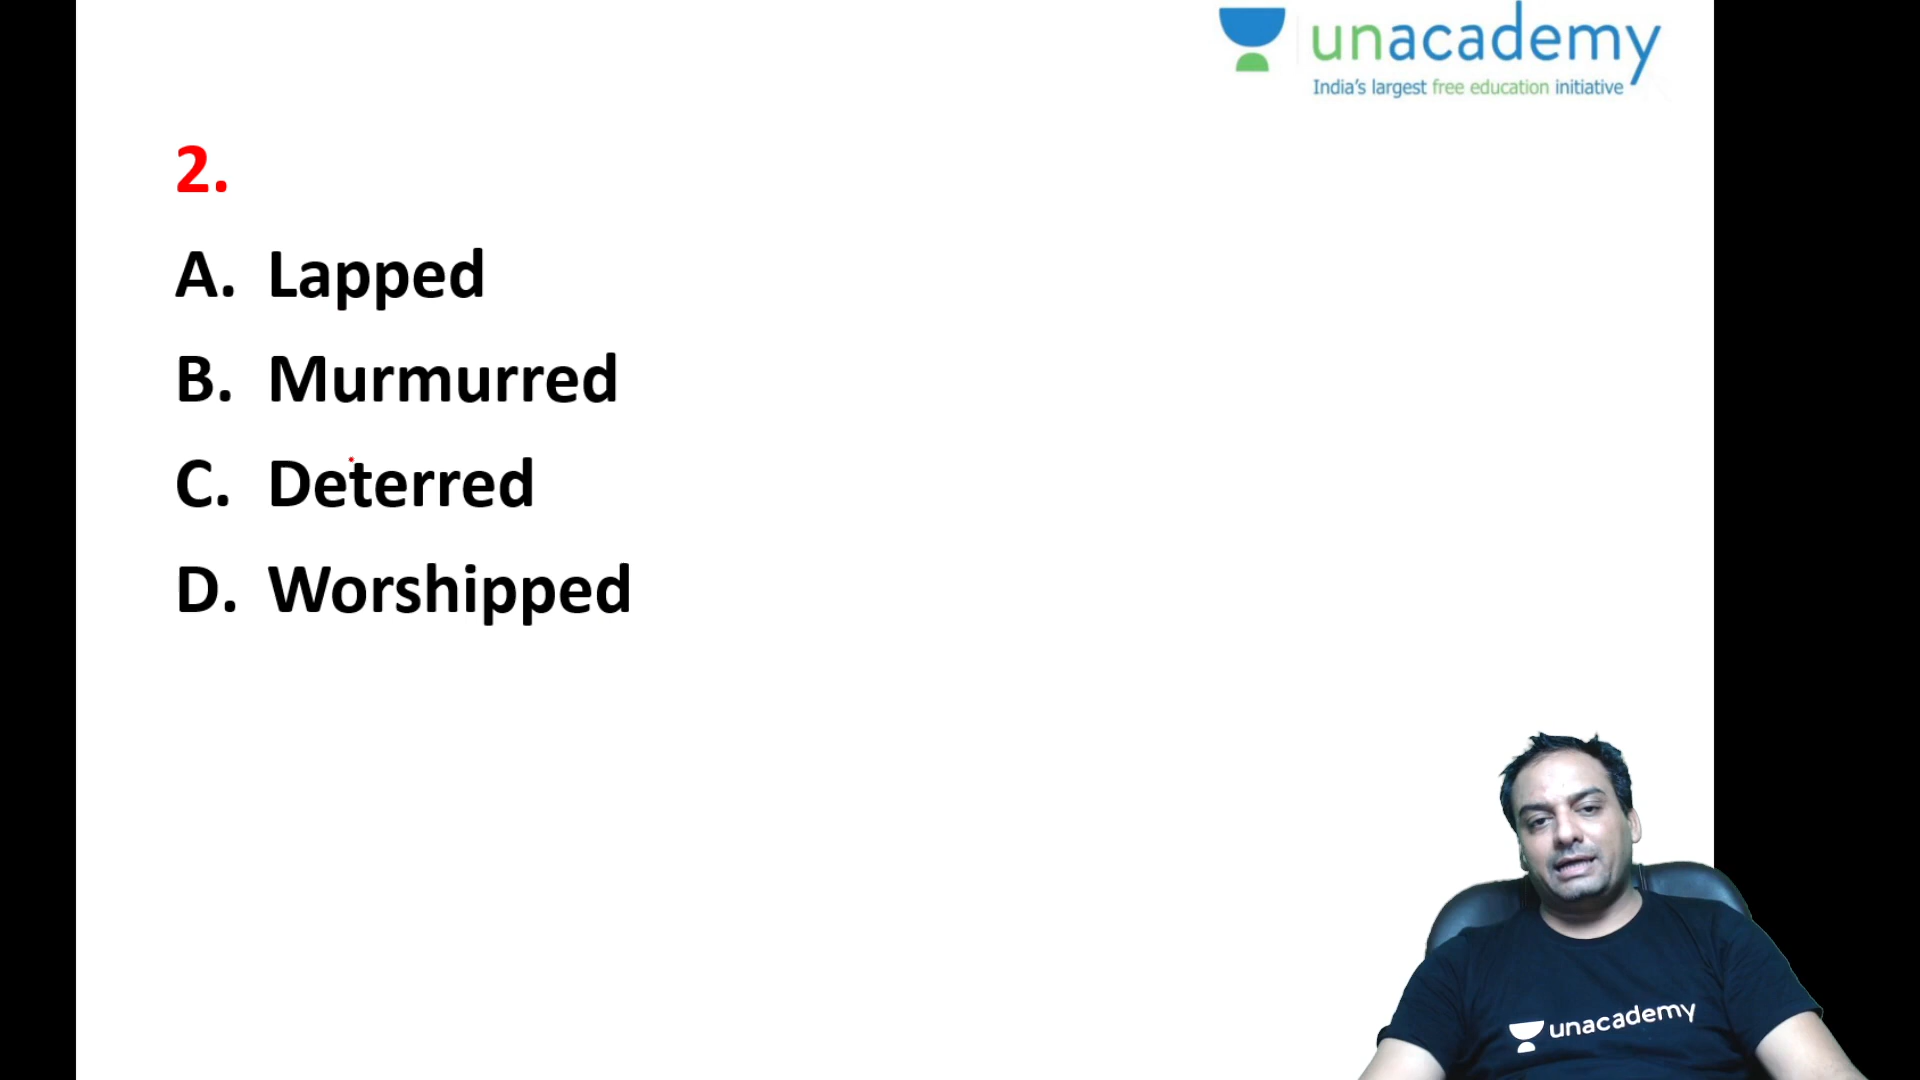 unacademy
India's largest free education initiative
2.
A. Lapped
B. Murmurred
C. Deterred
D. Worshipped
unacademy